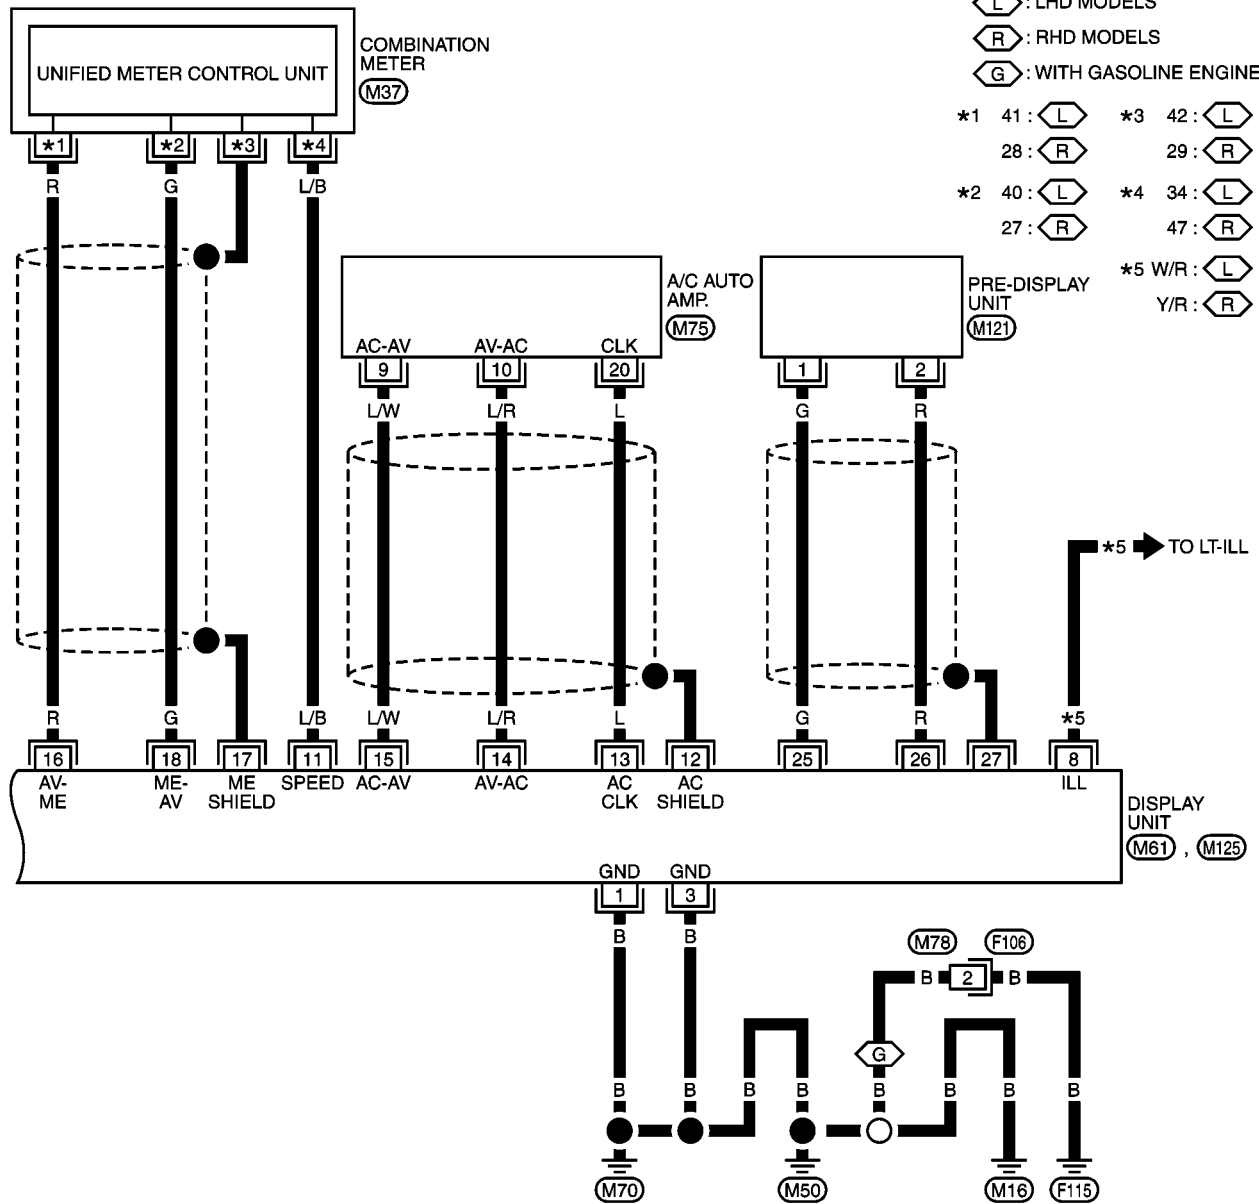 L : LHD MODELS
R : RHD MODELS
G : WITH GASOLINE ENGINE
*1 41 : L *3 42 : L
28 : R 29 : R
*2 40 : L *4 34 : L
27 : R 47 : R
*5 W/R : L
Y/R : R
UNIFIED METER CONTROL UNIT
COMBINATION
METER
M37
*1 *2 *3 *4
R G L/B
A/C AUTO
AMP.
M75
AC-AV AV-AC CLK
9 10 20
L/W L/R L
PRE-DISPLAY
UNIT
M121
1 2
G R
*5 TO LT-ILL
R G L/B L/W L/R L G R *5
16 18 17 11 15 14 13 12 25 26 27 8
AV- ME- ME SPEED AC-AV AV-AC AC AC ILL
ME AV SHIELD CLK SHIELD
DISPLAY
UNIT
M61 , M125
GND GND
1 3
B B
M78 F106
B 2 B
G
B B B B B B B B
M70 M50 M16 F115